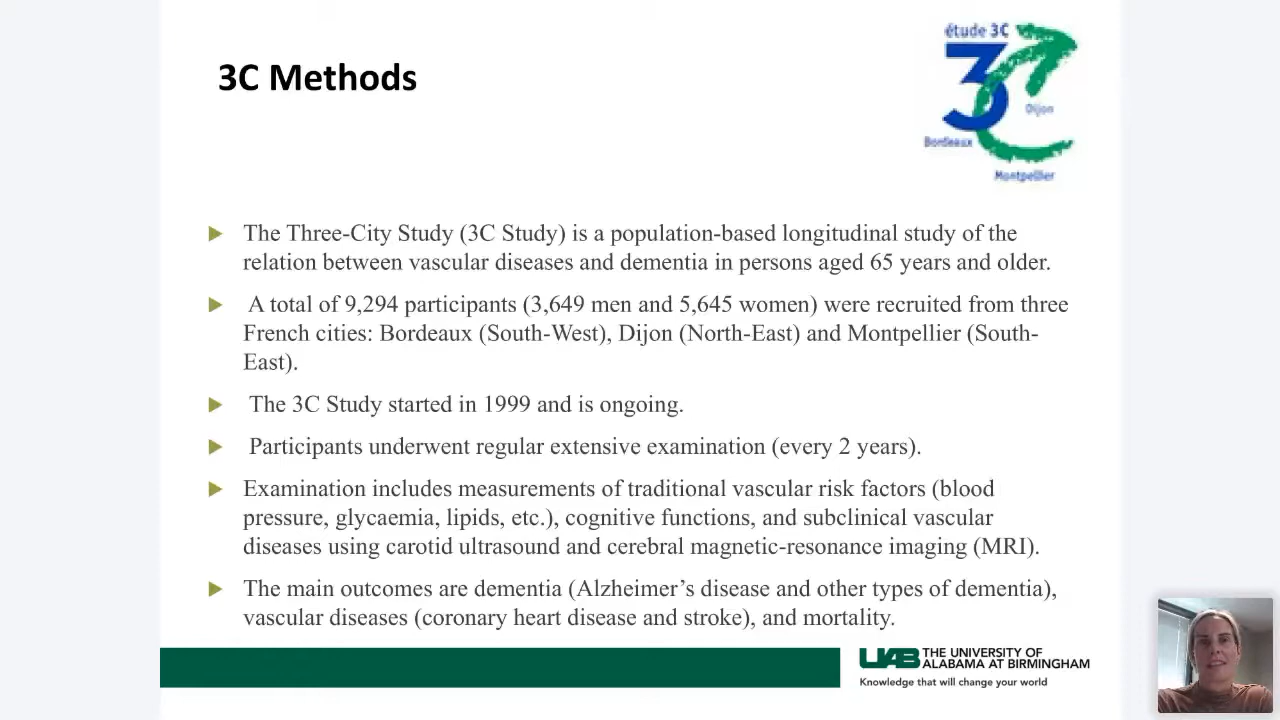 3C Methods
étude 3C
3C
Dijon
Bordeaux
Montpellier
The Three-City Study (3C Study) is a population-based longitudinal study of the
relation between vascular diseases and dementia in persons aged 65 years and older.
A total of 9,294 participants (3,649 men and 5,645 women) were recruited from three
French cities: Bordeaux (South-West), Dijon (North-East) and Montpellier (South-
East).
The 3C Study started in 1999 and is ongoing.
Participants underwent regular extensive examination (every 2 years).
Examination includes measurements of traditional vascular risk factors (blood
pressure, glycaemia, lipids, etc.), cognitive functions, and subclinical vascular
diseases using carotid ultrasound and cerebral magnetic-resonance imaging (MRI).
The main outcomes are dementia (Alzheimer’s disease and other types of dementia),
vascular diseases (coronary heart disease and stroke), and mortality.
UAB THE UNIVERSITY OF
ALABAMA AT BIRMINGHAM
Knowledge that will change your world